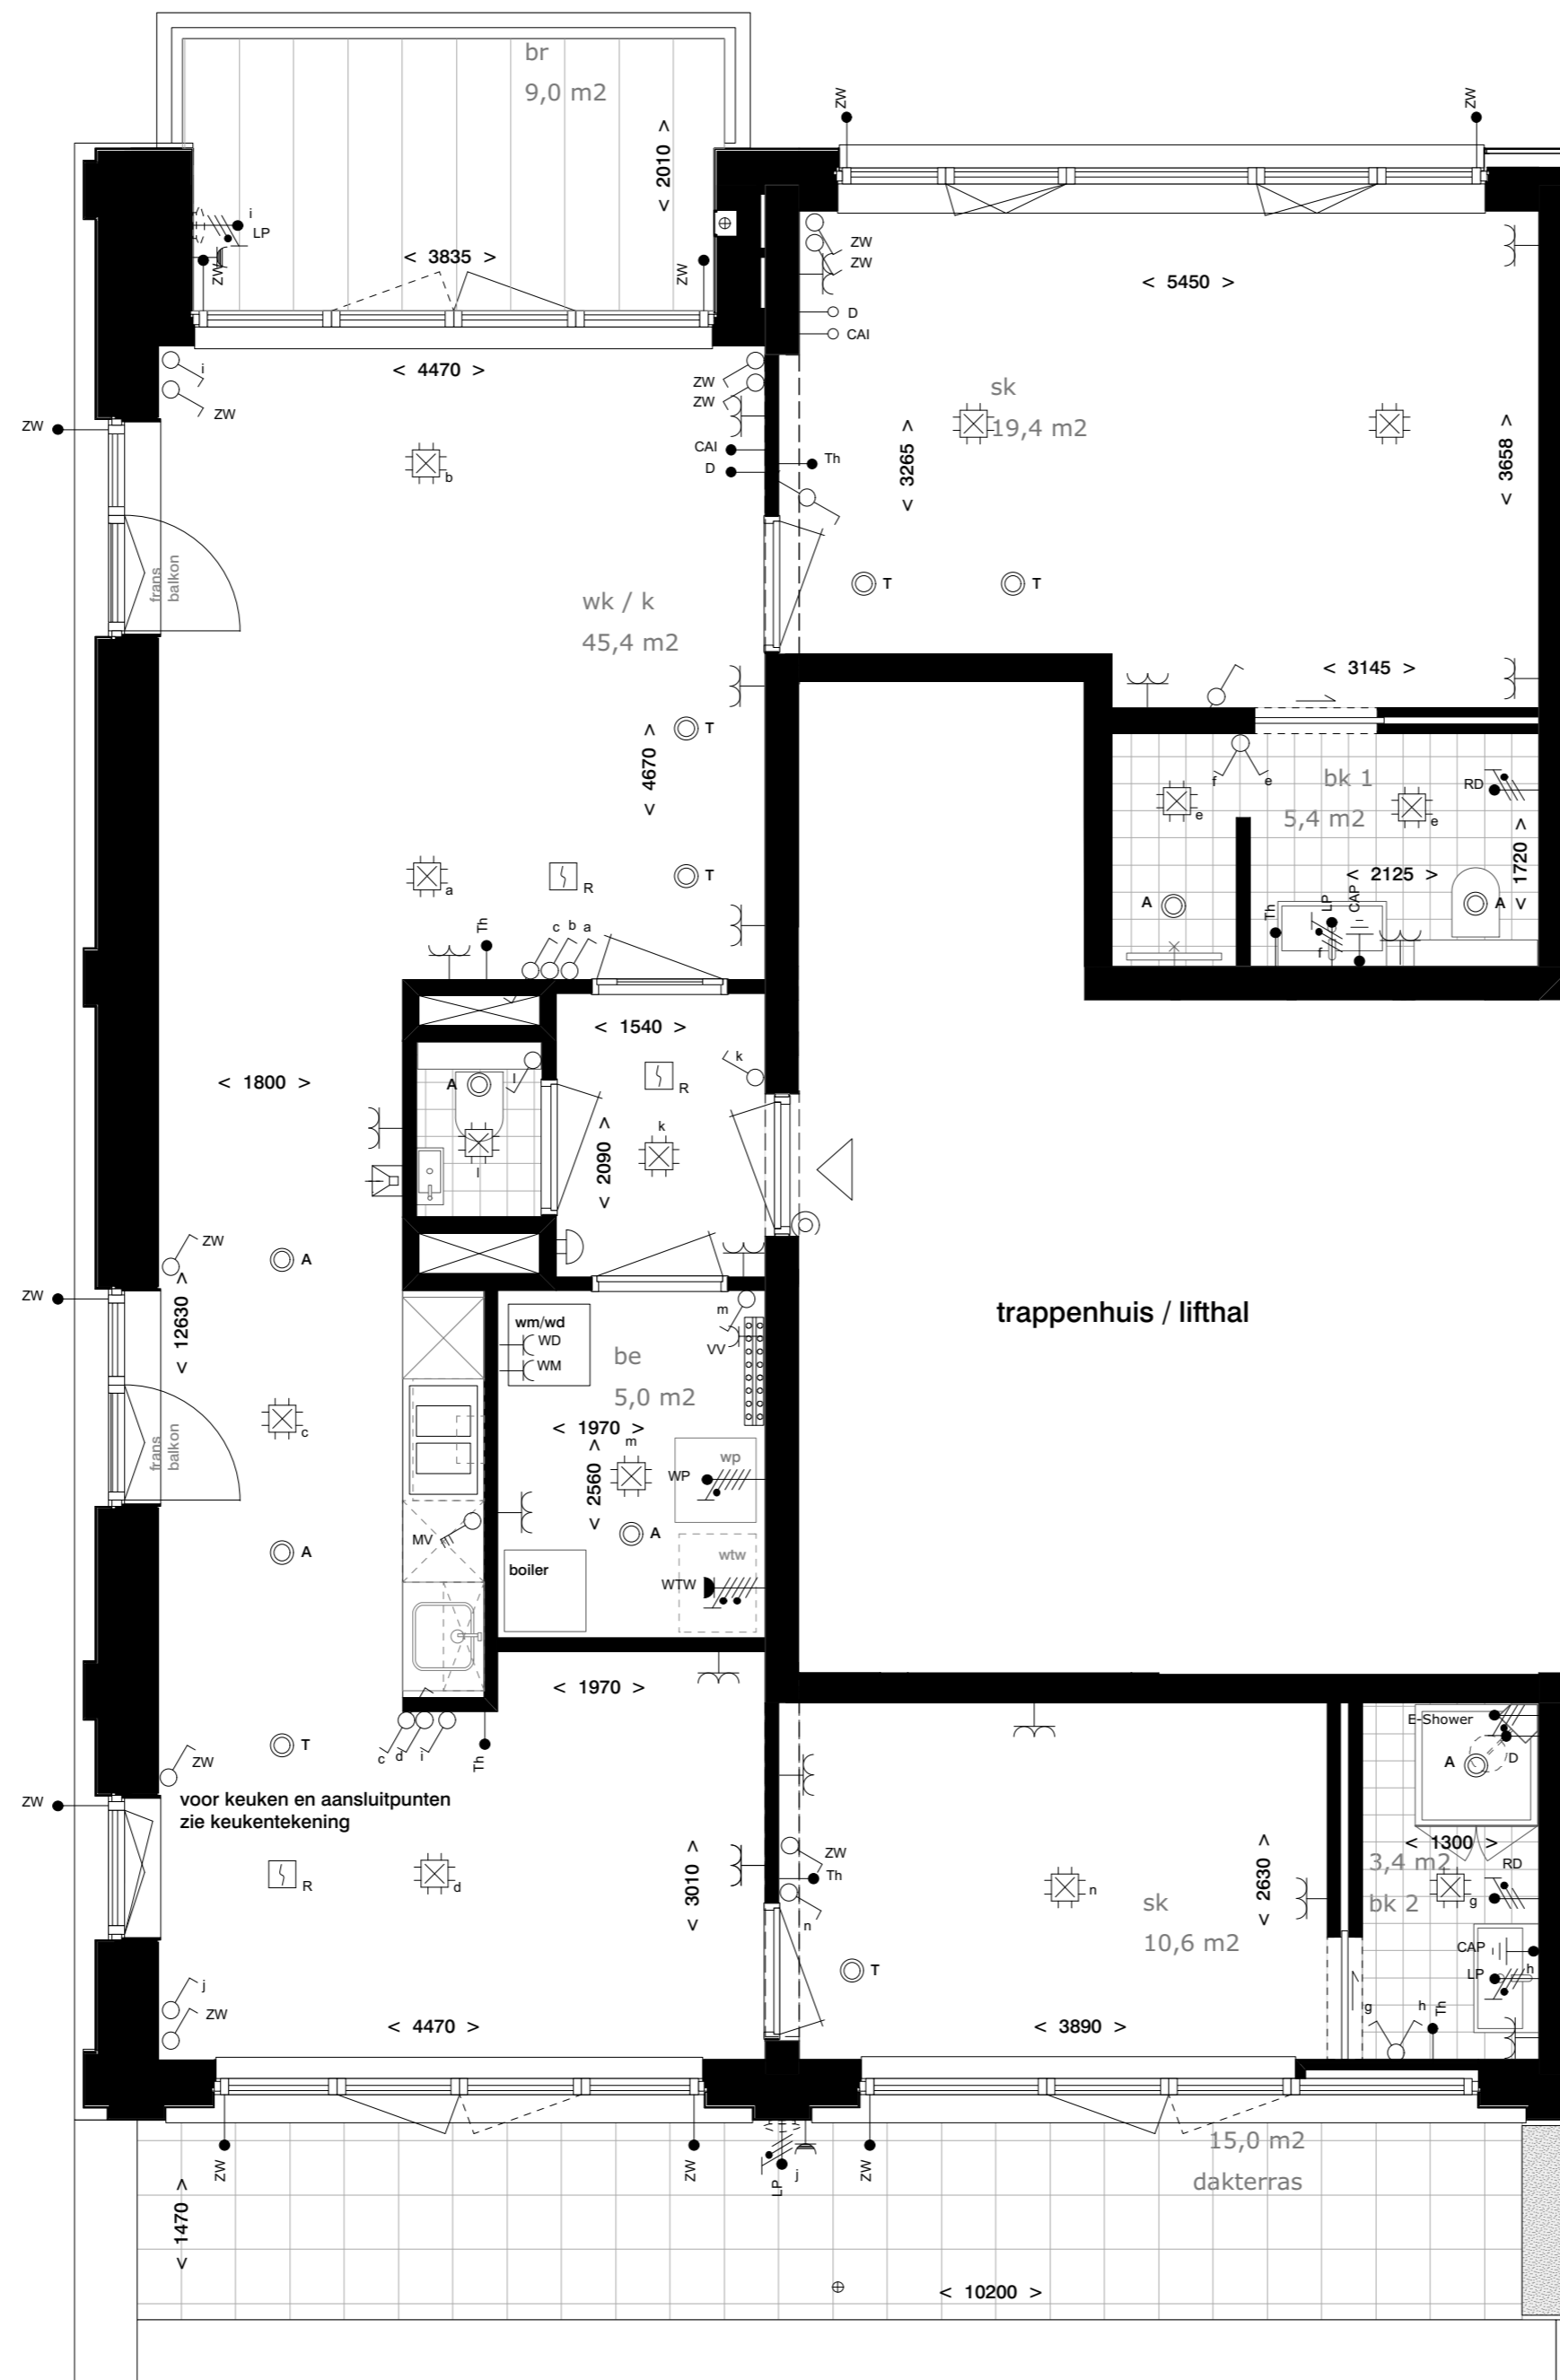 br
9,0 m2
< 2010 >
ZW
ZW
i
LP
ZW
< 3835 >
ZW
ZW
ZW
< 5450 >
D
CAI
i
ZW
< 4470 >
ZW
ZW
CAI
D
ZW
b
sk
19,4 m2
< 3265 >
< 3658 >
Th
frans
balkon
wk / k
45,4 m2
T
T
< 3145 >
T
< 4670 >
f
e
bk 1
5,4 m2
RD
e
e
< 1720 >
< 2125 >
a
R
T
A
Th
LP
CAP
A
f
Th
c
b
a
< 1540 >
< 1800 >
A
l
R
k
k
< 2090 >
l
ZW
A
ZW
< 12630 >
trappenhuis / lifthal
wm/wd
WD
WM
m
VV
be
5,0 m2
< 1970 >
frans
balkon
c
m
< 2560 >
wp
WP
MV
A
A
boiler
wtw
WTW
< 1970 >
T
c
d
i
Th
ZW
ZW
voor keuken en aansluitpunten
zie keukentekening
E-Shower
A
D
< 1300 >
3,4 m2
bk 2
RD
g
R
d
< 3010 >
ZW
Th
n
n
< 2630 >
sk
10,6 m2
T
CAP
LP
h
j
ZW
< 4470 >
< 3890 >
g
h
Th
ZW
ZW
LP
j
ZW
15,0 m2
dakterras
< 1470 >
< 10200 >